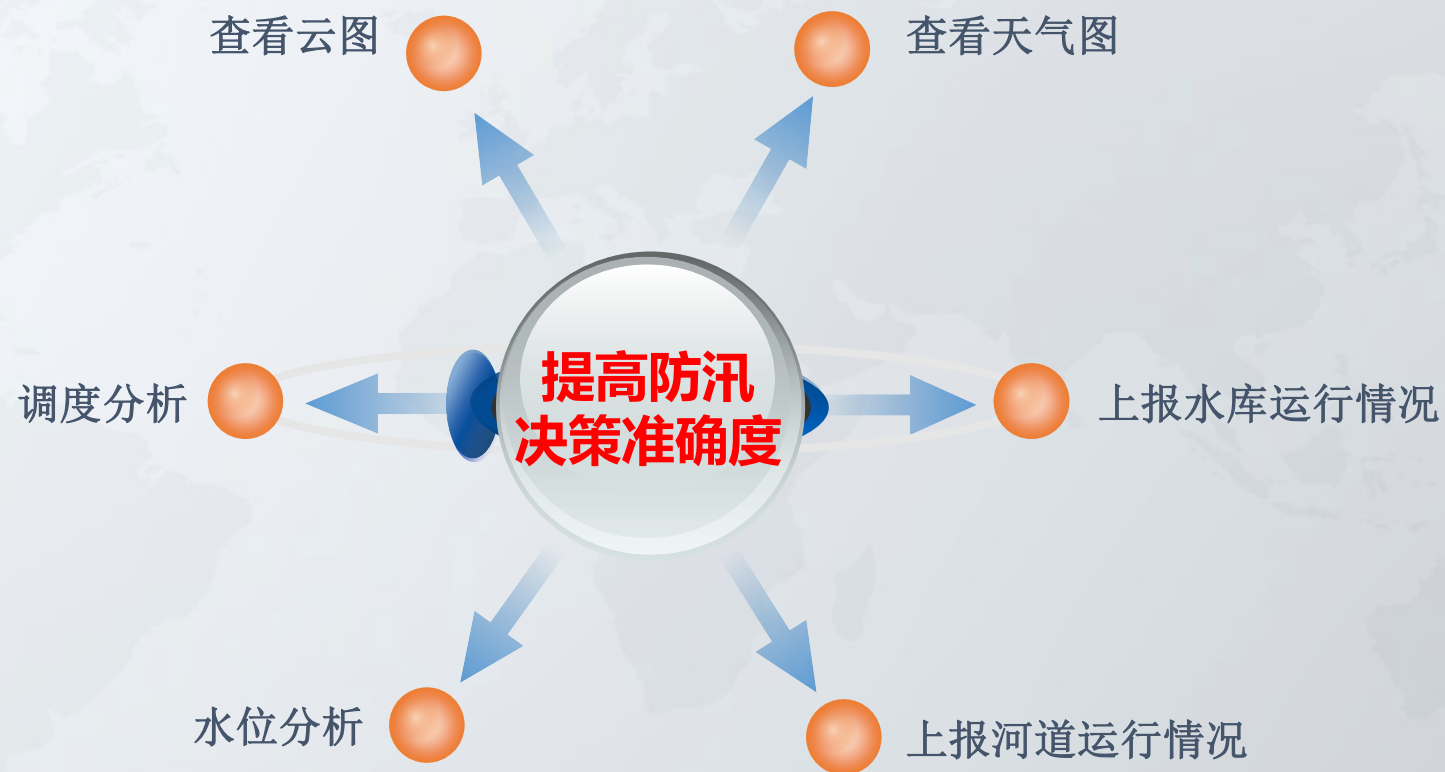 查看云图
查看天气图
提高防汛
决策准确度
调度分析
上报水库运行情况
水位分析
上报河道运行情况